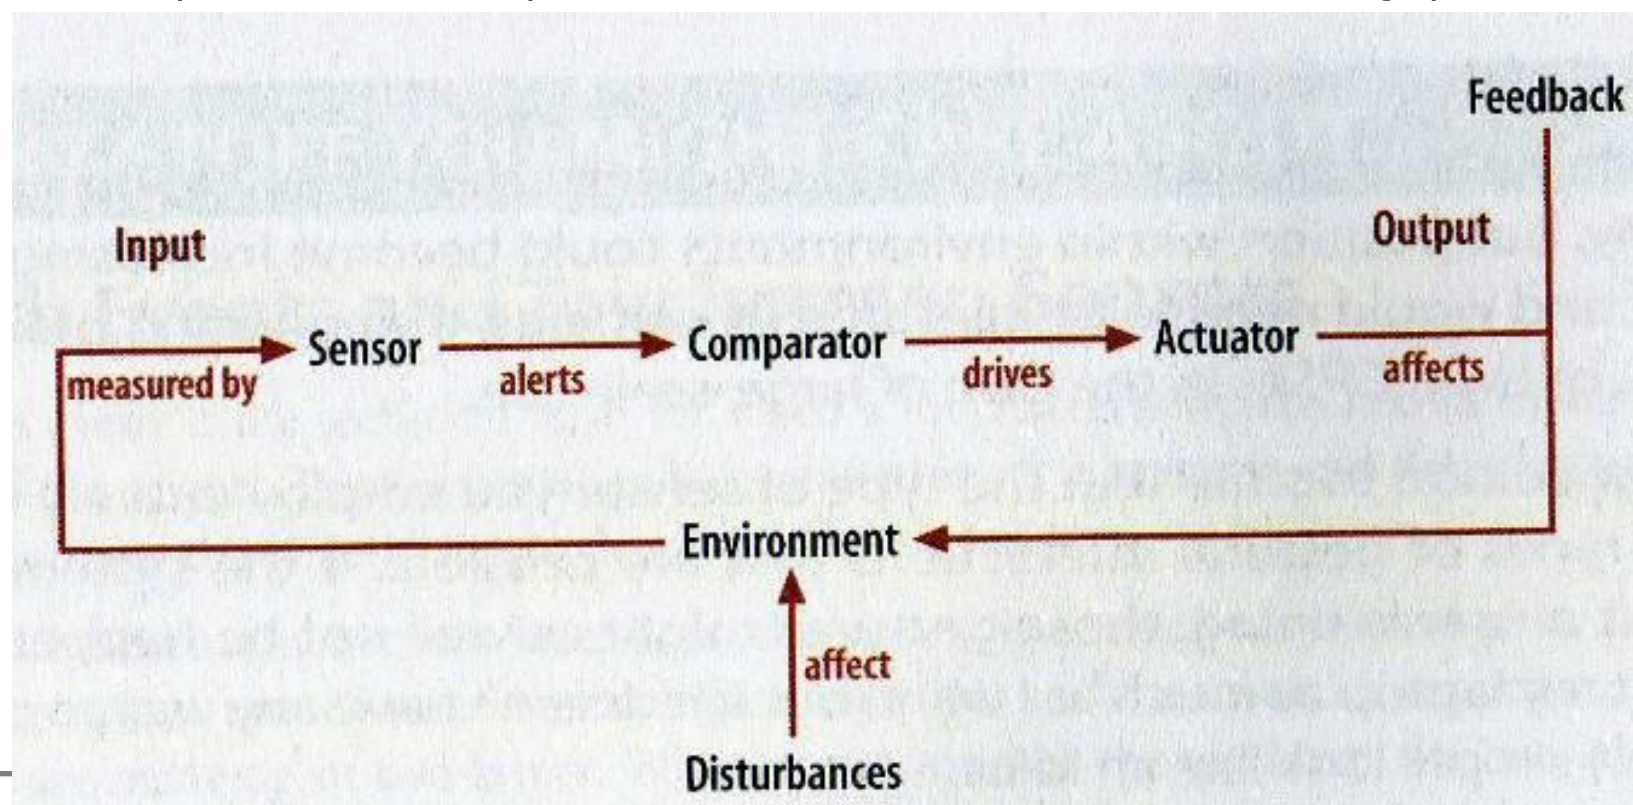 Feedback
Input
Output
Sensor
Comparator
Actuator
measured by
alerts
drives
affects
Environment
affect
Disturbances